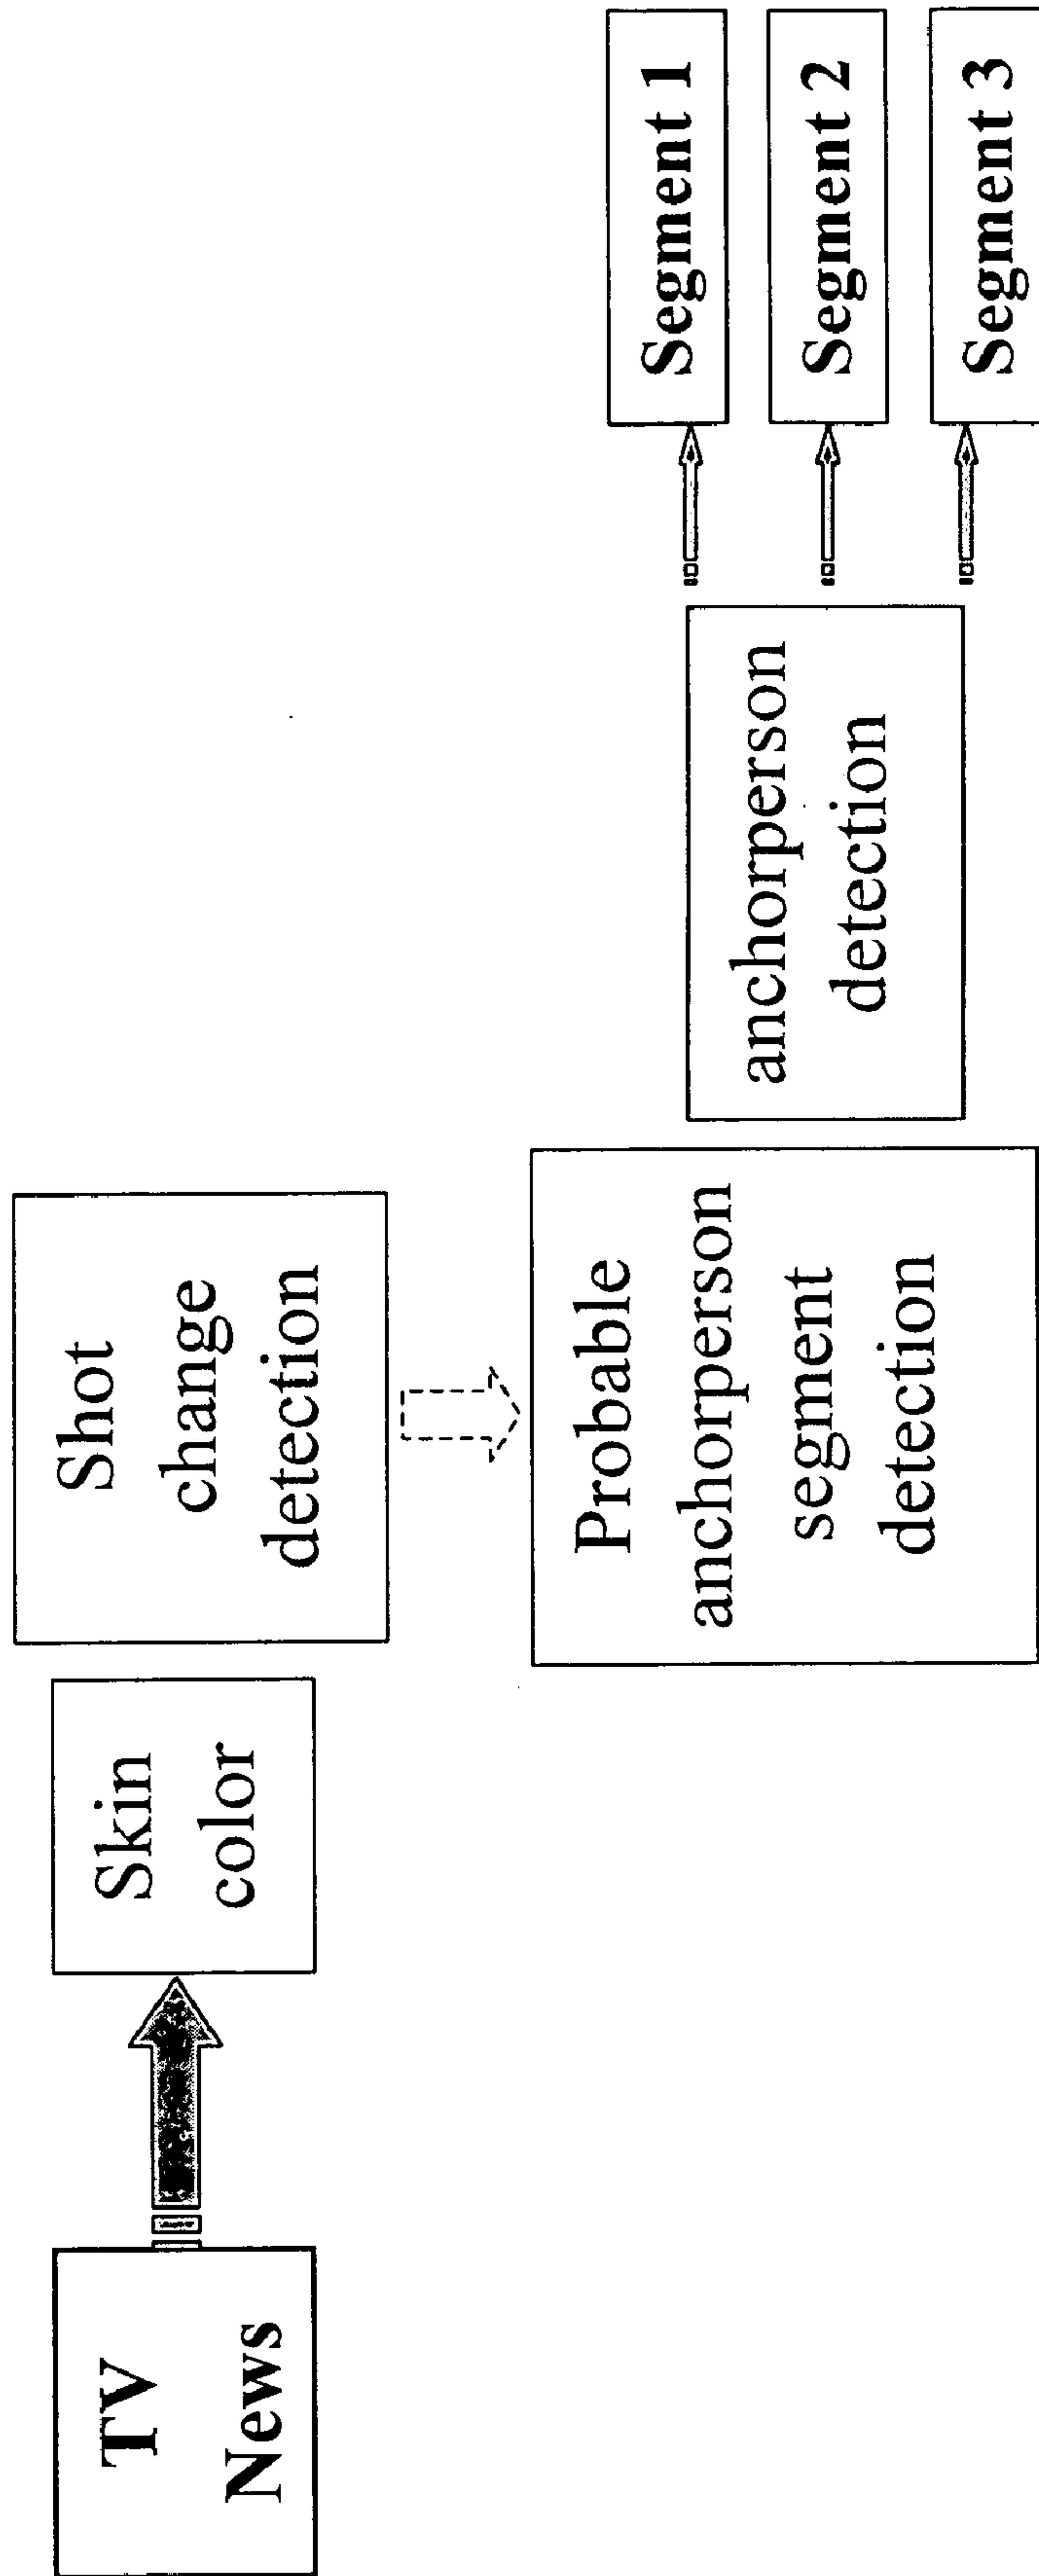 TV
News
Skin
color
Shot
change
detection
Probable
anchorperson
segment
detection
anchorperson
detection
Segment 1
Segment 2
Segment 3